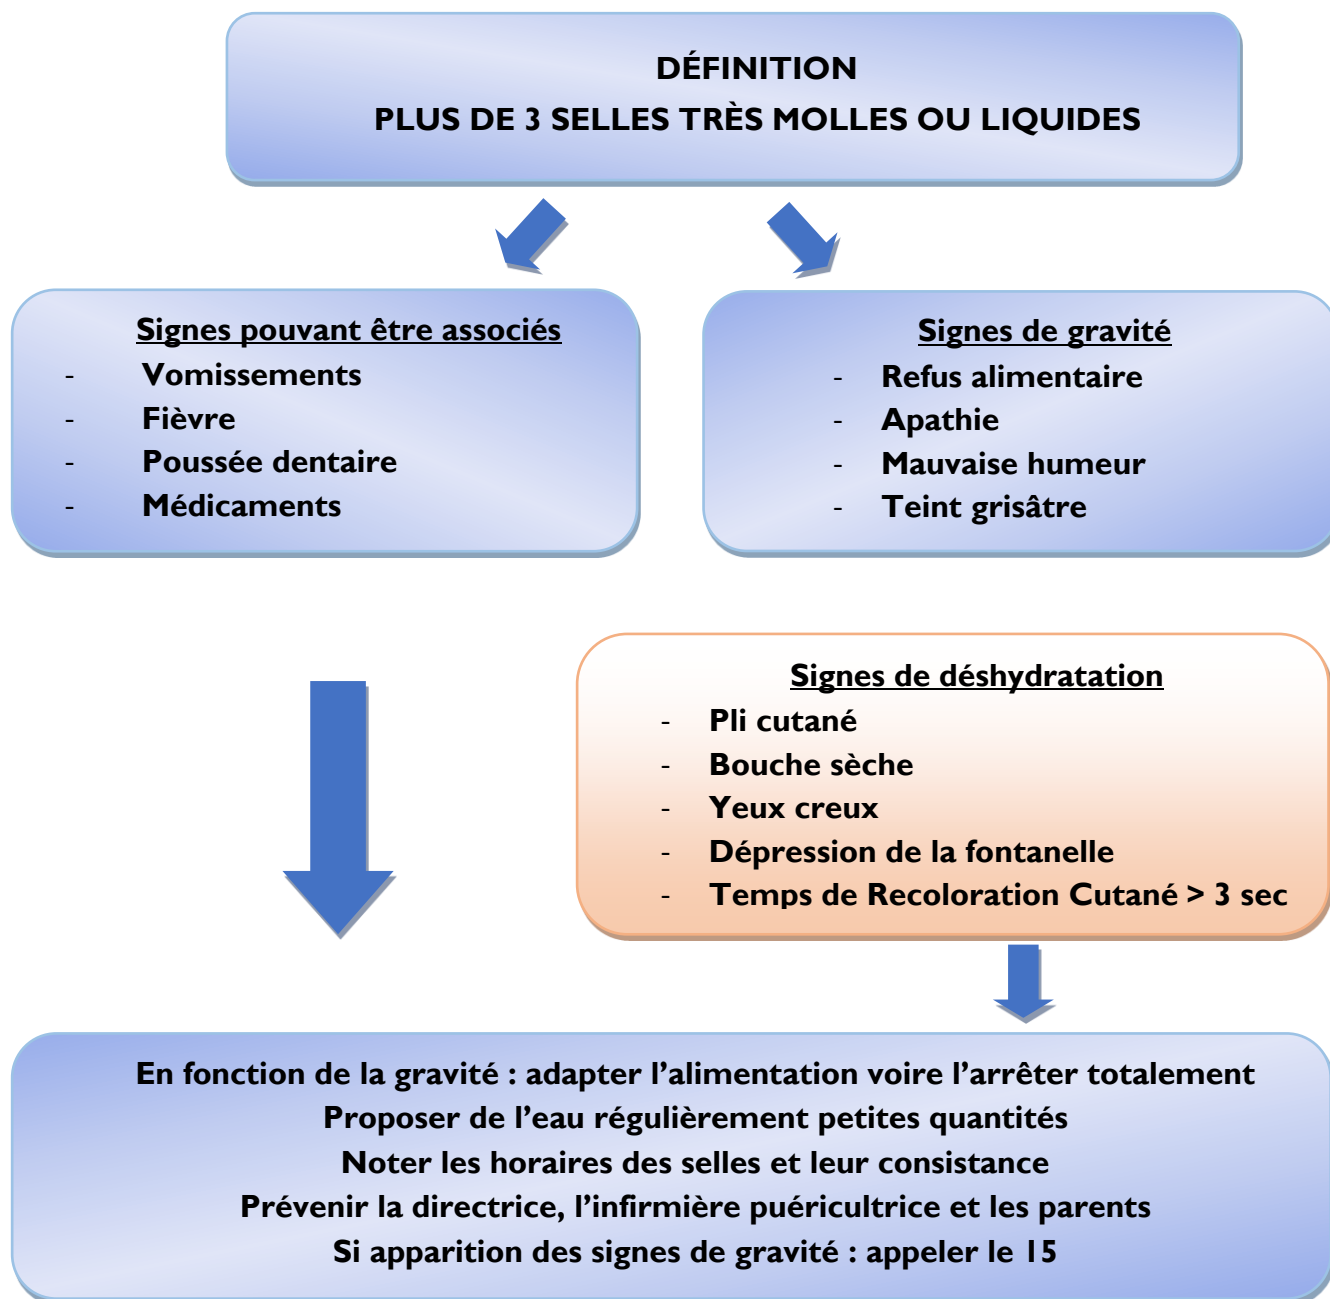 DÉFINITION
PLUS DE 3 SELLES TRÈS MOLLES OU LIQUIDES
Signes pouvant être associés
- Vomissements
- Fièvre
- Poussée dentaire
- Médicaments
Signes de gravité
- Refus alimentaire
- Apathie
- Mauvaise humeur
- Teint grisâtre
Signes de déshydratation
- Pli cutané
- Bouche sèche
- Yeux creux
- Dépression de la fontanelle
- Temps de Recoloration Cutané > 3 sec
En fonction de la gravité : adapter l’alimentation voire l’arrêter totalement
Proposer de l’eau régulièrement petites quantités
Noter les horaires des selles et leur consistance
Prévenir la directrice, l’infirmière puéricultrice et les parents
Si apparition des signes de gravité : appeler le 15